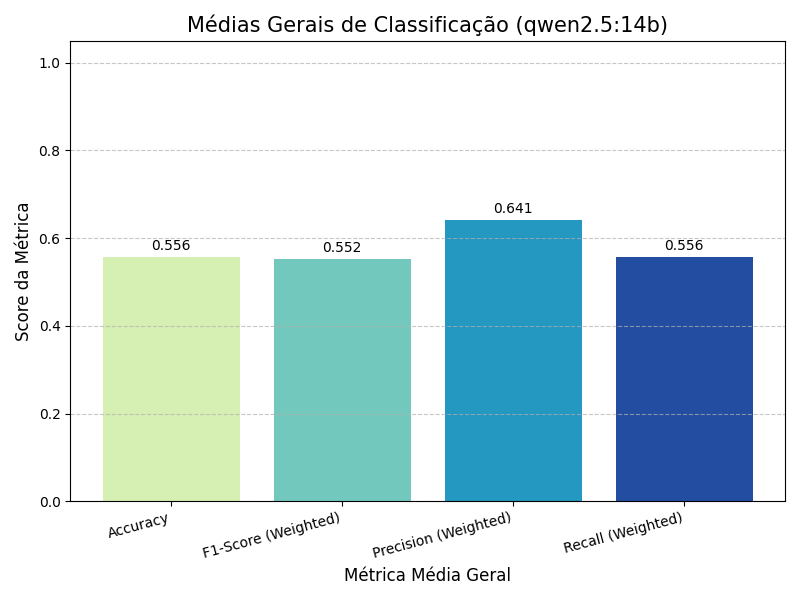 Médias Gerais de Classificação (qwen2.5:14b)
Score da Métrica
1.0
0.8
0.6
0.4
0.2
0.0
0.556
0.552
0.641
0.556
Accuracy
F1-Score (Weighted)
Precision (Weighted)
Recall (Weighted)
Métrica Média Geral